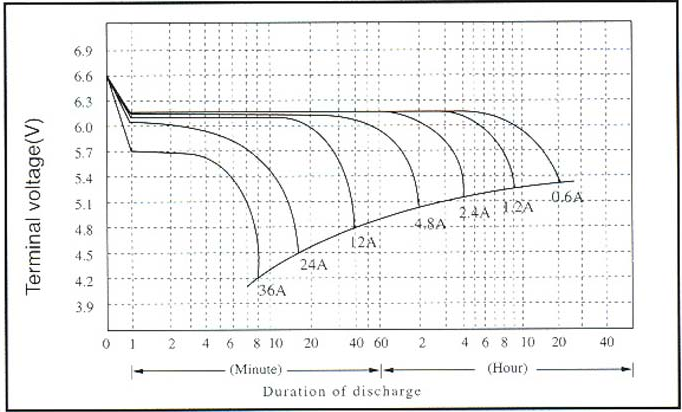 Terminal voltage(V)
6.9
6.6
6.3
6.0
5.7
5.4
5.1
4.8
4.5
4.2
3.9
0.6A
1.2A
2.4A
4.8A
12A
24A
36A
0 1 2 4 6 8 10 20 40 60 2 4 6 8 10 20 40
(Minute) (Hour)
Duration of discharge